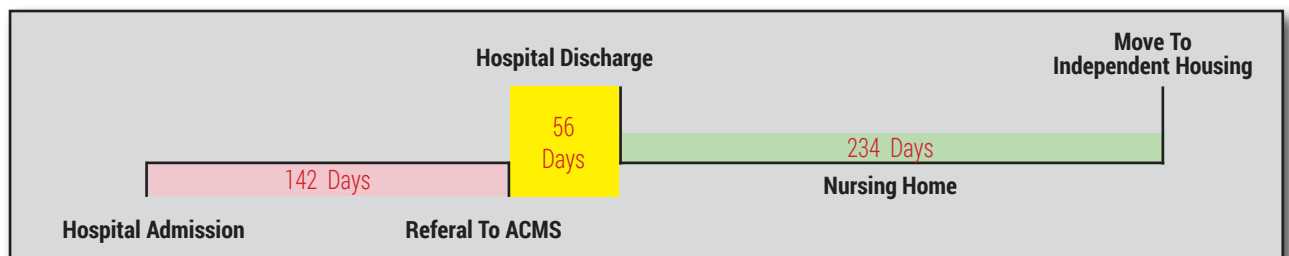 Move To
Independent Housing
Hospital Discharge
56
Days
234 Days
142 Days
Nursing Home
Hospital Admission
Referal To ACMS